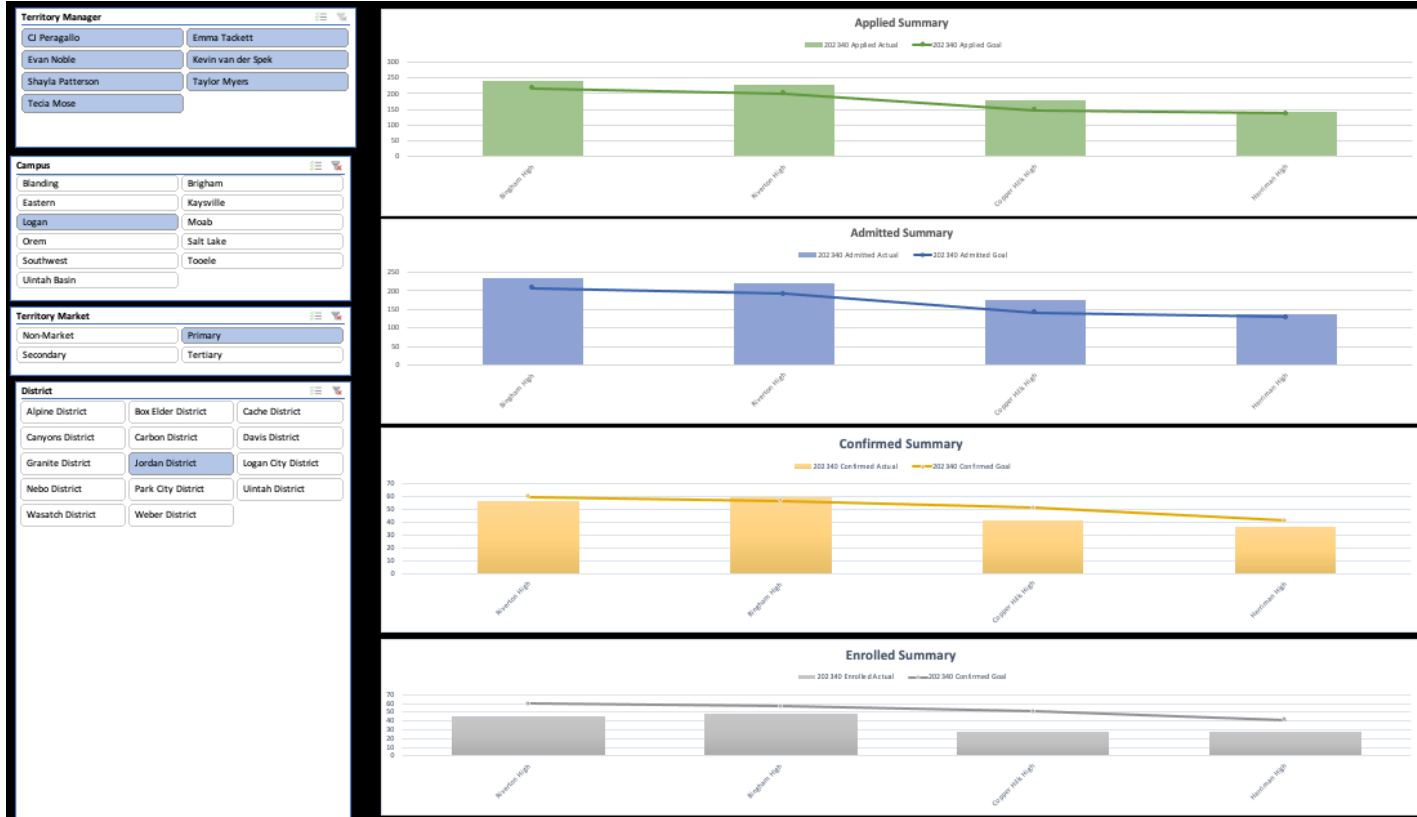 Territory Manager
CJ Peragallo
Emma Tackett
Evan Noble
Kevin van der Spek
Shayla Patterson
Taylor Myers
Tecia Mose
Campus
Blanding
Brigham
Eastern
Kaysville
Logan
Moab
Orem
Salt Lake
Southwest
Tooele
Uintah Basin
Territory Market
Non-Market
Primary
Secondary
Tertiary
District
Alpine District
Box Elder District
Cache District
Canyons District
Carbon District
Davis District
Granite District
Jordan District
Logan City District
Nebo District
Park City District
Uintah District
Wasatch District
Weber District
Applied Summary
202340 Applied Actual
202340 Applied Goal
300
250
200
150
100
50
0
Bingham High
Riverton High
Copper Hills High
Herriman High
Admitted Summary
202340 Admitted Actual
202340 Admitted Goal
250
200
150
100
50
0
Bingham High
Riverton High
Copper Hills High
Herriman High
Confirmed Summary
202340 Confirmed Actual
202340 Confirmed Goal
70
60
50
40
30
20
10
0
Riverton High
Bingham High
Copper Hills High
Herriman High
Enrolled Summary
202340 Enrolled Actual
202340 Confirmed Goal
70
60
50
40
30
20
10
0
Riverton High
Bingham High
Copper Hills High
Herriman High